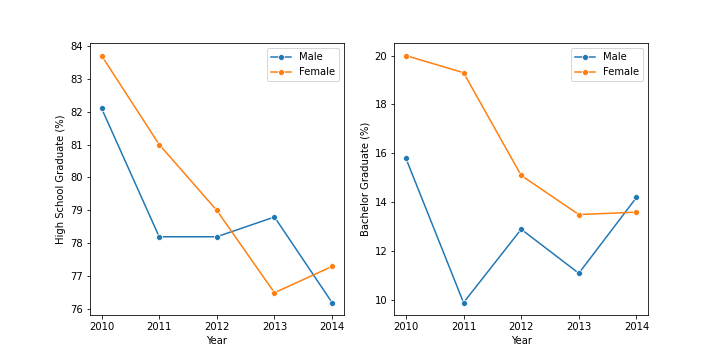 High School Graduate (%)
84
83
82
81
80
79
78
77
76
Male
Female
2010 2011 2012 2013 2014
Year
Bachelor Graduate (%)
20
18
16
14
12
10
Male
Female
2010 2011 2012 2013 2014
Year